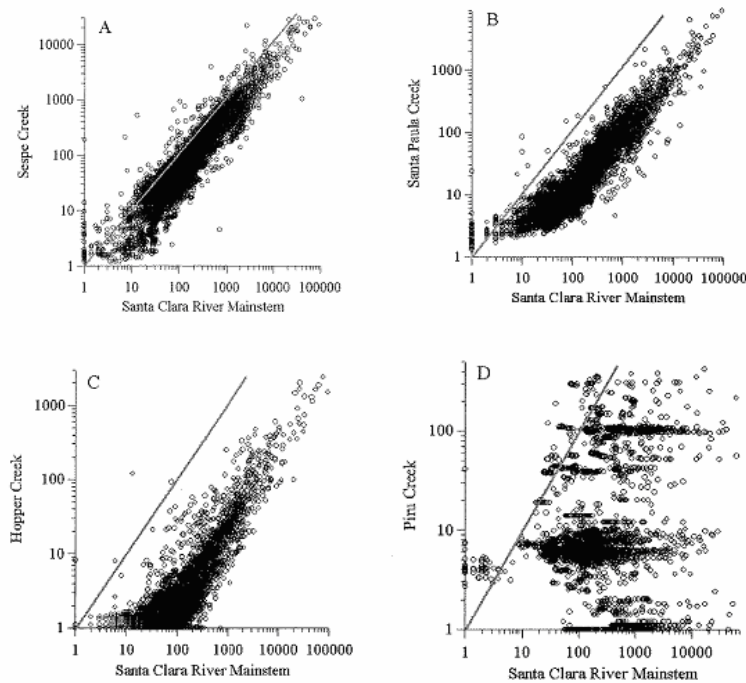 A
10000
1000
100
10
1
Sespe Creek
1 10 100 1000 10000 100000
Santa Clara River Mainstem
B
1000
100
10
1
Santa Paula Creek
1 10 100 1000 10000 100000
Santa Clara River Mainstem
C
1000
100
10
1
Hopper Creek
1 10 100 1000 10000 100000
Santa Clara River Mainstem
D
100
10
1
Piru Creek
1 10 100 1000 10000
Santa Clara River Mainstem